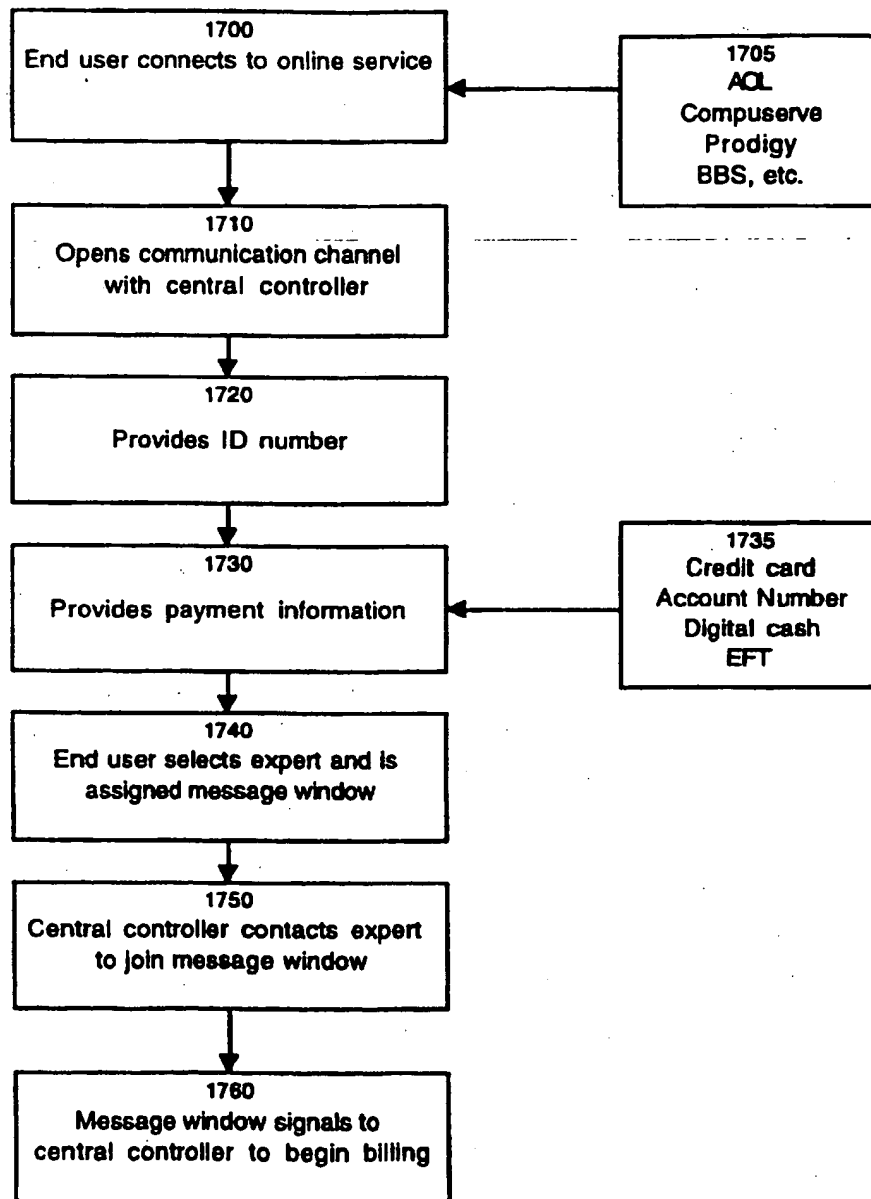 1700
End user connects to online service
1705
AOL
Compuserve
Prodigy
BBS, etc.
1710
Opens communication channel
with central controller
1720
Provides ID number
1730
Provides payment information
1735
Credit card
Account Number
Digital cash
EFT
1740
End user selects expert and is
assigned message window
1750
Central controller contacts expert
to join message window
1760
Message window signals to
central controller to begin billing